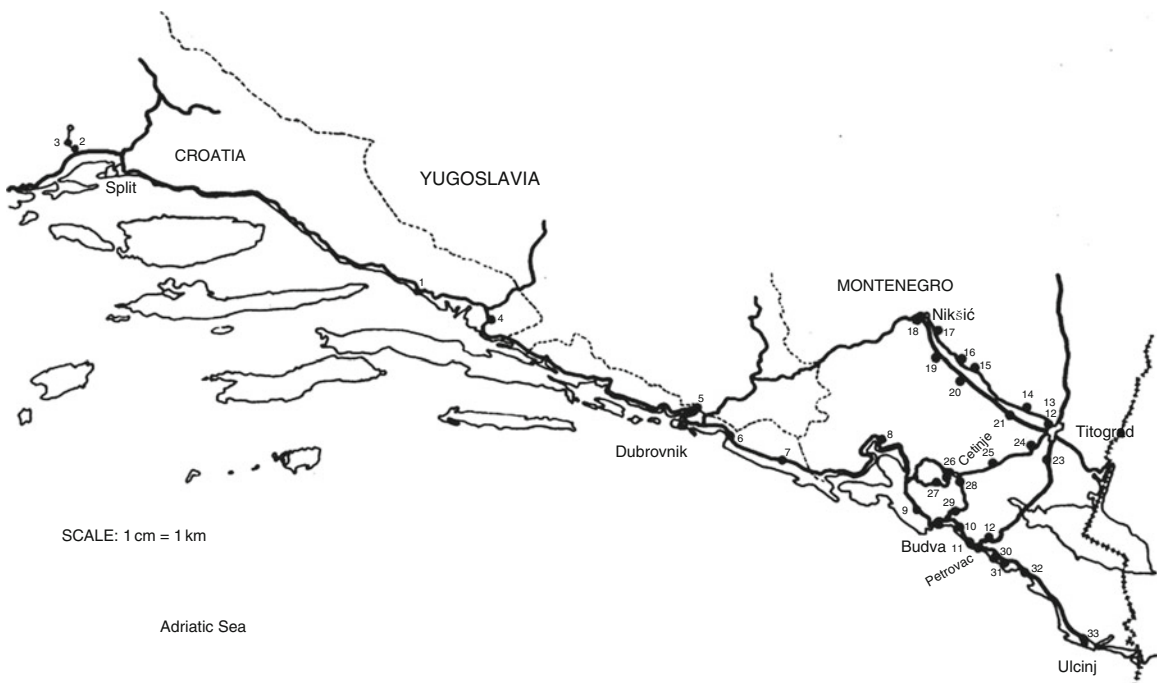 CROATIA
YUGOSLAVIA
Split
3
2
1
4
MONTENEGRO
Nikšić
18
17
16
15
19
20
14
13
12
21
Titograd
5
Dubrovnik
6
7
8
Cetinje
24
25
23
26
27
28
29
9
10
12
Budva
11
Petrovac
30
31
32
SCALE: 1 cm = 1 km
Adriatic Sea
33
Ulcinj